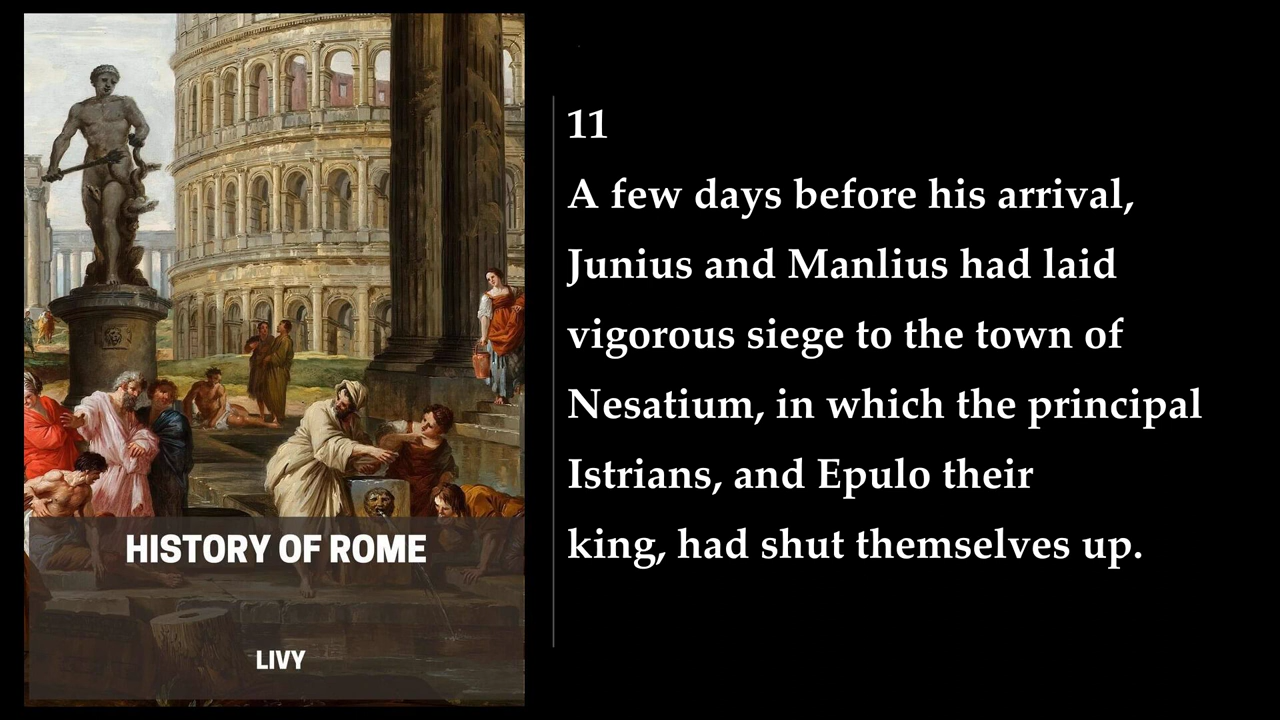 HISTORY OF ROME
LIVY
11
A few days before his arrival,
Junius and Manlius had laid
vigorous siege to the town of
Nesatium, in which the principal
Istrians, and Epulo their
king, had shut themselves up.